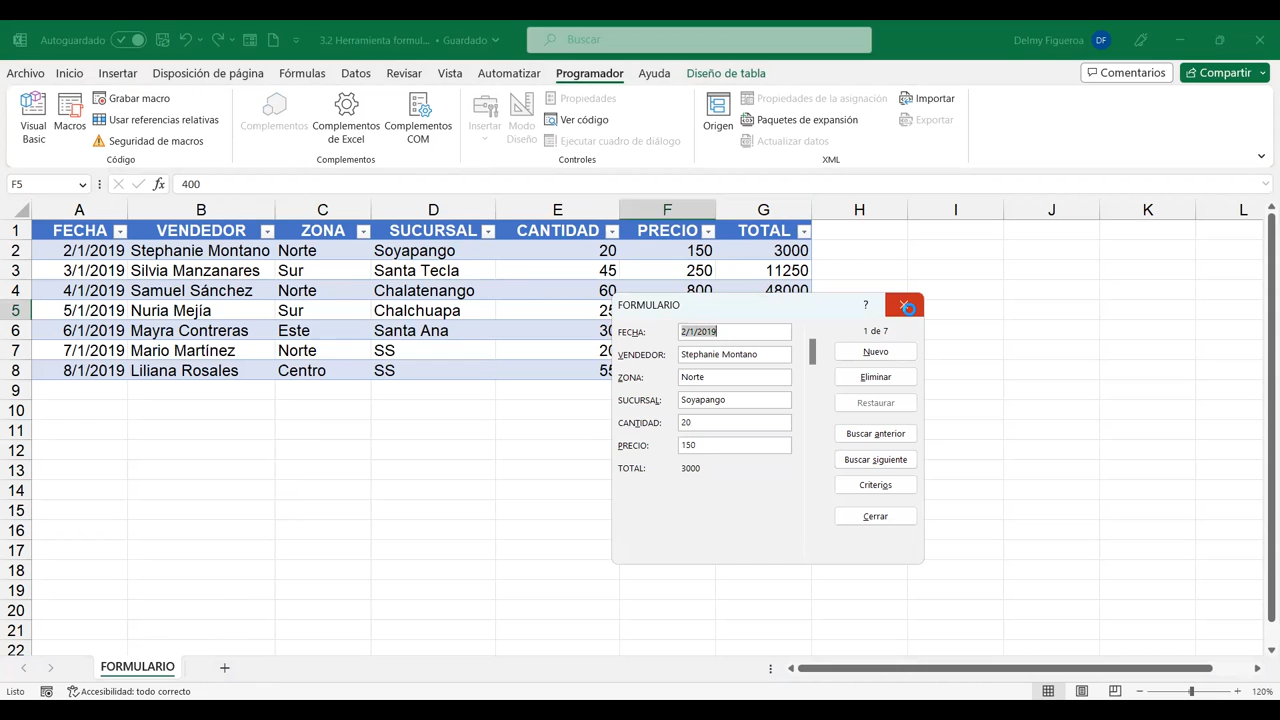 Autoguardado
3.2 Herramienta formul... • Guardado
Buscar
Delmy Figueroa DF
Archivo Inicio Insertar Disposición de página Fórmulas Datos Revisar Vista Automatizar Programador Ayuda Diseño de tabla
Comentarios Compartir
Visual Basic
Macros
Grabar macro
Usar referencias relativas
Seguridad de macros
Código
Complementos
Complementos de Excel
Complementos COM
Complementos
Insertar
Modo Diseño
Propiedades
Ver código
Ejecutar cuadro de diálogo
Controles
Origen
Propiedades de la asignación
Paquetes de expansión
Actualizar datos
Importar
Exportar
XML
F5 fx 400
A B C D E F G H I J K L
1 FECHA VENDEDOR ZONA SUCURSAL CANTIDAD PRECIO TOTAL
2 2/1/2019 Stephanie Montano Norte Soyapango 20 150 3000
3 3/1/2019 Silvia Manzanares Sur Santa Tecla 45 250 11250
4 4/1/2019 Samuel Sánchez Norte Chalatenango 60 800 48000
5 5/1/2019 Nuria Mejía Sur Chalchuapa
6 6/1/2019 Mayra Contreras Este Santa Ana
7 7/1/2019 Mario Martínez Norte SS
8 8/1/2019 Liliana Rosales Centro SS
9
10
11
12
13
14
15
16
17
18
19
20
21
22
FORMULARIO ?
FECHA: 2/1/2019
VENDEDOR: Stephanie Montano
ZONA: Norte
SUCURSAL: Soyapango
CANTIDAD: 20
PRECIO: 150
TOTAL: 3000
1 de 7
Nuevo
Eliminar
Restaurar
Buscar anterior
Buscar siguiente
Criterios
Cerrar
FORMULARIO
Listo
Accesibilidad: todo correcto
120%